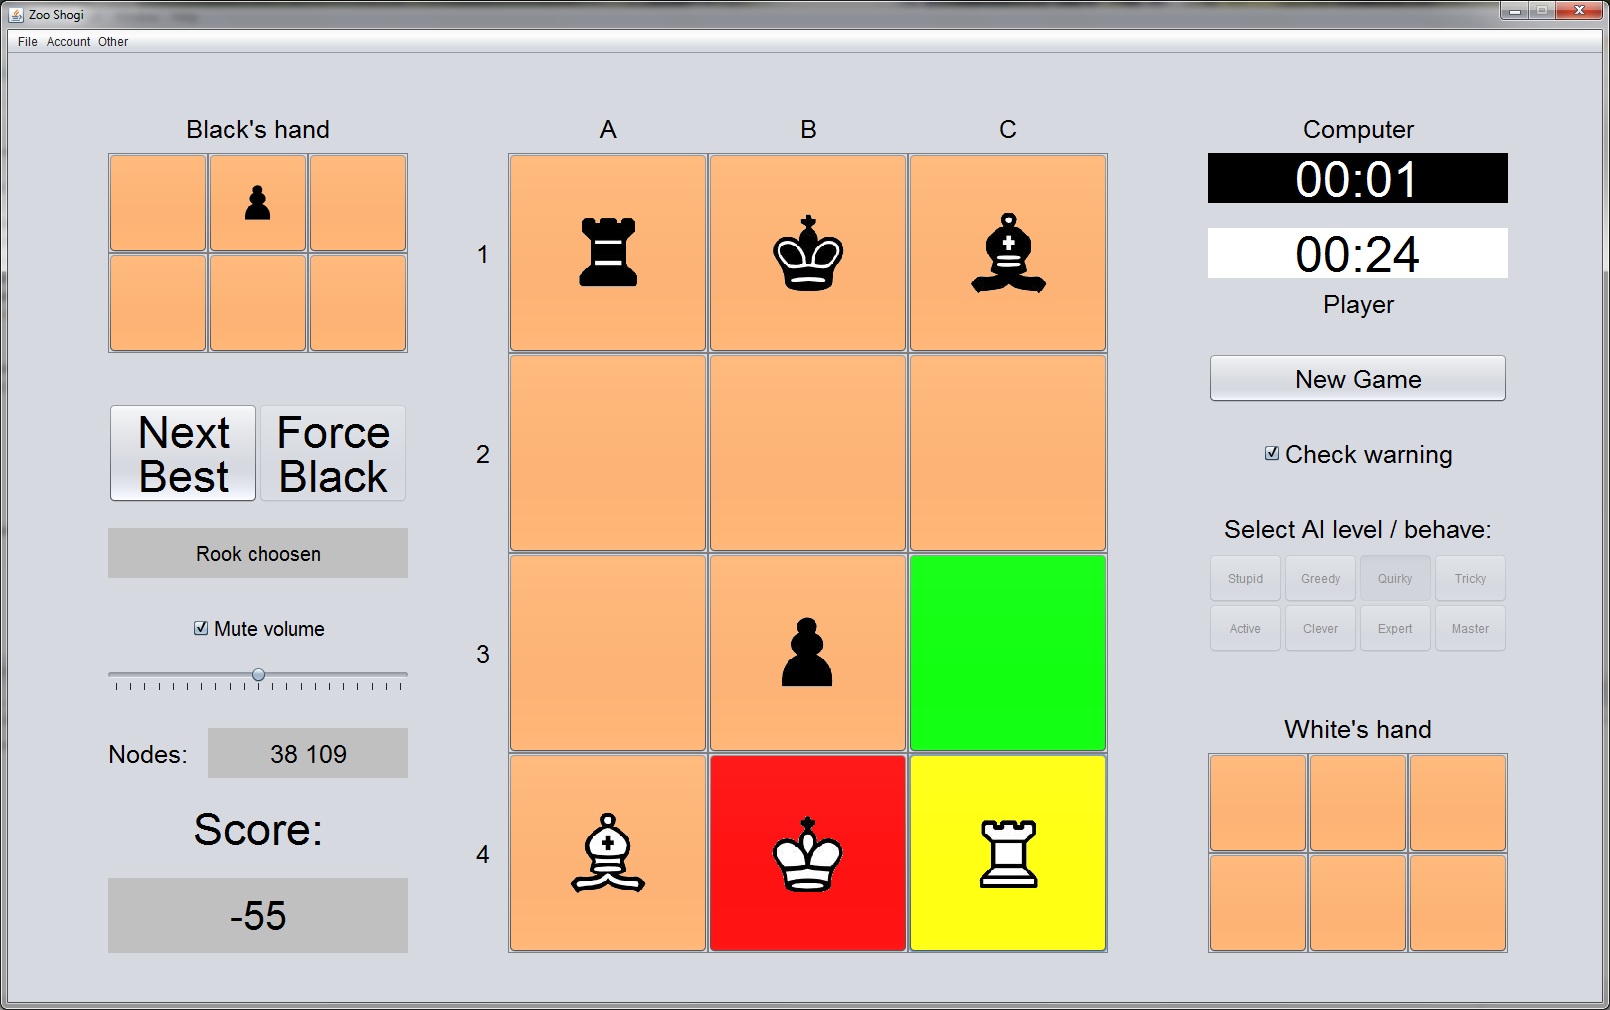 Zoo Shogi
File Account Other
Black's hand
A B C
Computer
00:01
1
00:24
Player
New Game
Next
Best
Force
Black
2
Check warning
Select AI level / behave:
Rook choosen
Stupid Greedy Quirky Tricky
Mute volume
Active Clever Expert Master
3
White's hand
Nodes: 38 109
Score:
4
-55